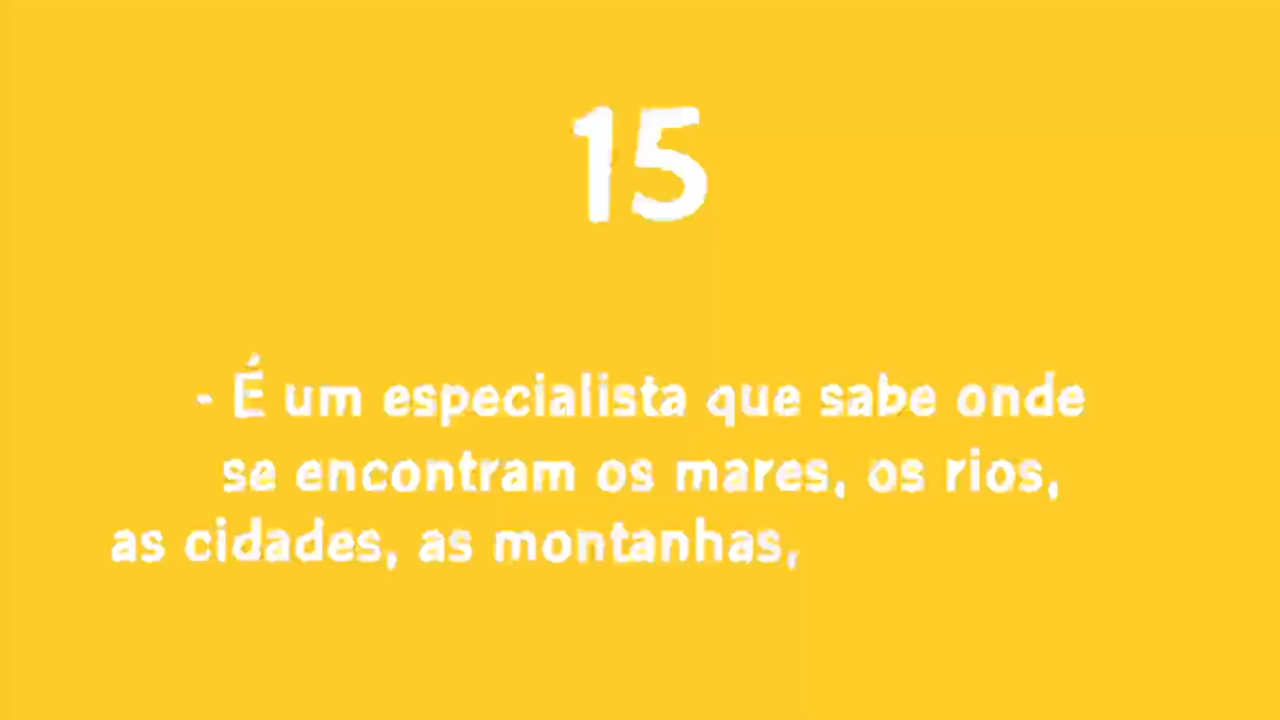 15
- É um especialista que sabe onde
se encontram os mares, os rios,
as cidades, as montanhas,